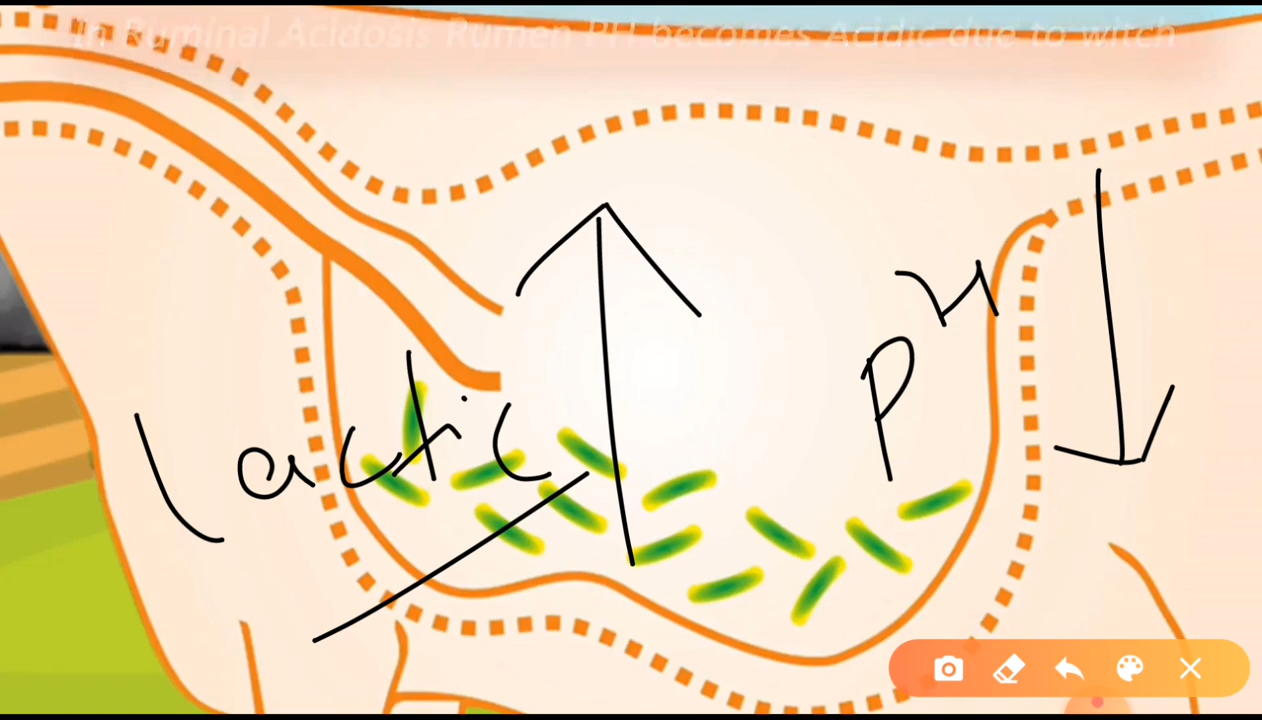 In Ruminal Acidosis Rumen PH becomes Acidic due to witch
lactic
PH